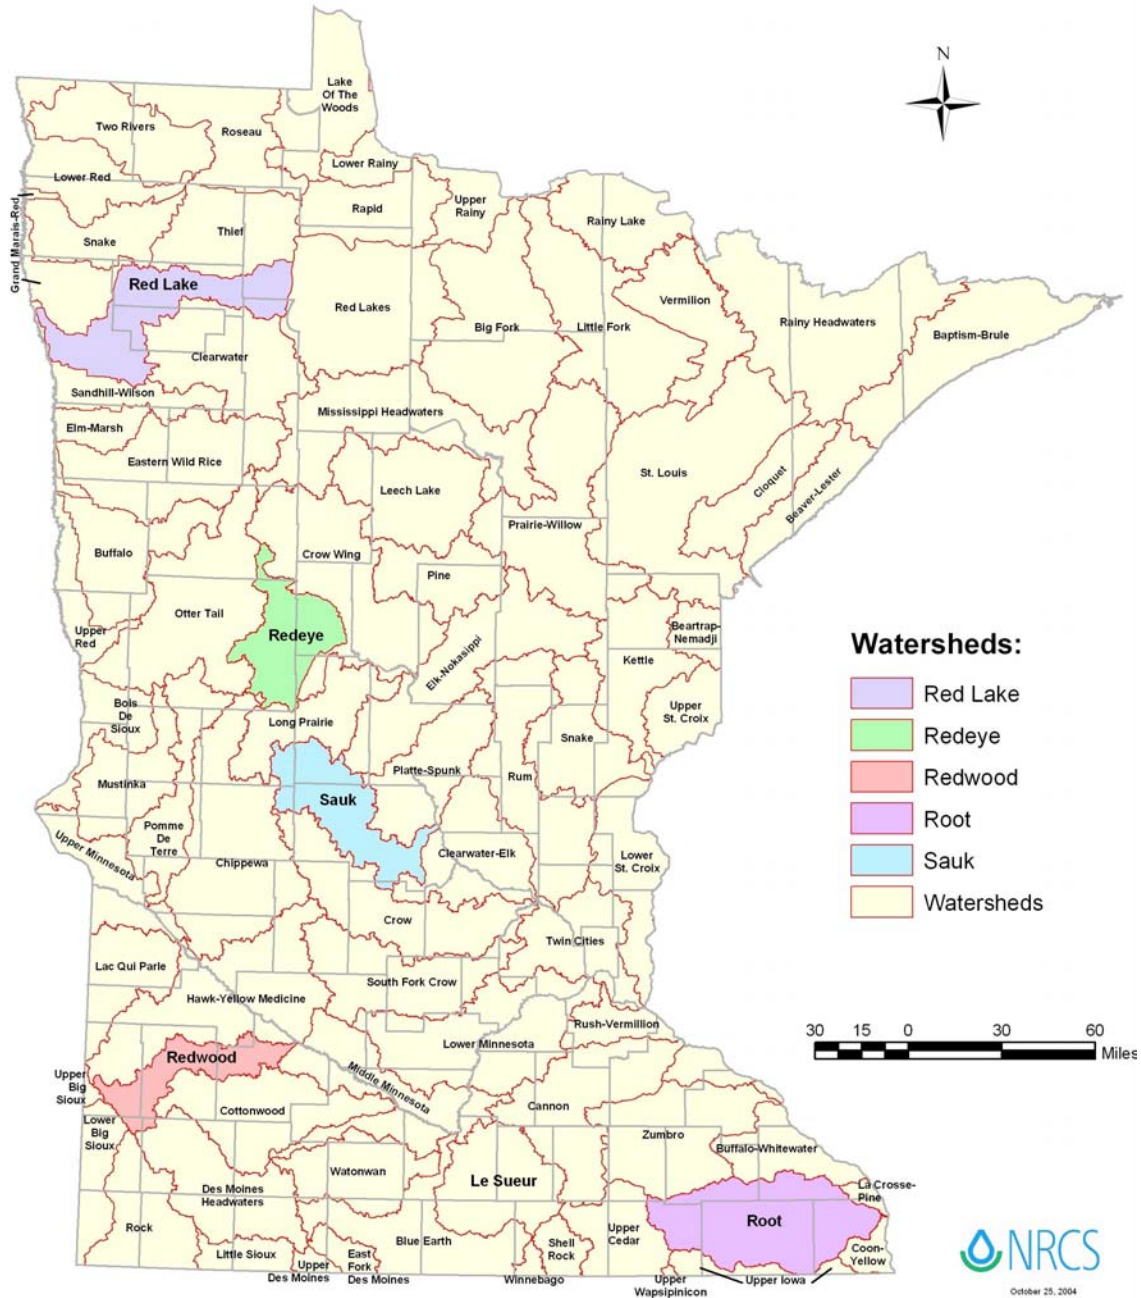 N
Lake
Of The
Woods
Two Rivers
Roseau
Lower Rainy
Lower Red
Grand Marais-Red
Rapid
Upper
Rainy
Rainy Lake
Snake
Thief
Red Lake
Red Lakes
Vermilion
Big Fork
Little Fork
Rainy Headwaters
Baptism-Brule
Clearwater
Sandhill-Wilson
Mississippi Headwaters
Elm-Marsh
Eastern Wild Rice
St. Louis
Cloquet
Beaver-Lester
Leech Lake
Prairie-Willow
Buffalo
Crow Wing
Pine
Otter Tail
Upper
Red
Redeye
Elk-Nokasippi
Beartrap-
Nemadji
Kettle
Bois
De
Sioux
Long Prairie
Upper
St. Croix
Snake
Mustinka
Platte-Spunk
Rum
Sauk
Pomme
De
Terre
Upper Minnesota
Chippewa
Clearwater-Elk
Lower
St. Croix
Crow
Twin Cities
Lac Qui Parle
South Fork Crow
Hawk-Yellow Medicine
Rush-Vermillion
Lower Minnesota
Redwood
Middle Minnesota
Upper
Big
Sioux
Cottonwood
Cannon
Lower
Big
Sioux
Zumbro
Buffalo-Whitewater
Watonwan
Le Sueur
Des Moines
Headwaters
La Crosse-
Pine
Root
Rock
Blue Earth
Upper
Cedar
Shell
Rock
Coon-
Yellow
Little Sioux
Upper
Des Moines
East
Fork
Des Moines
Winnebago
Upper
Wapsipinicon
Upper Iowa
Watersheds:
Red Lake
Redeye
Redwood
Root
Sauk
Watersheds
30 15 0 30 60
Miles
NRCS
October 25, 2004